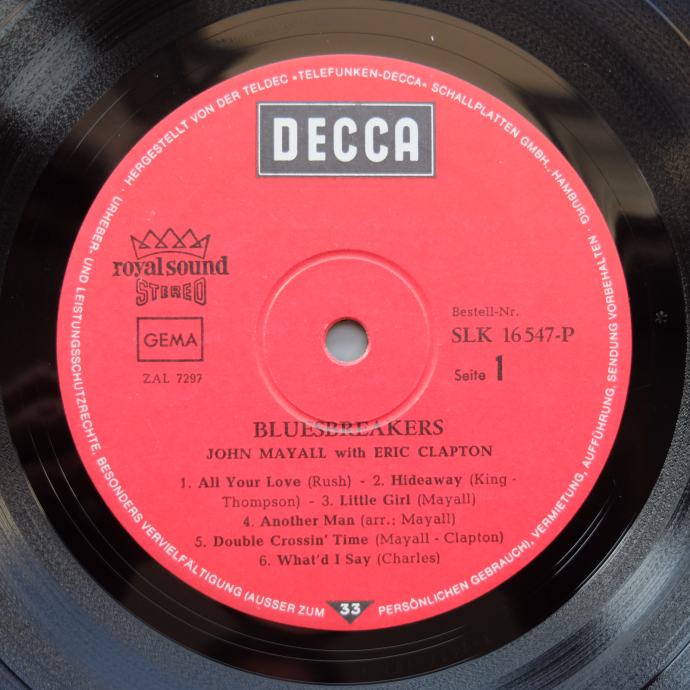 URHEBER- UND LEISTUNGSSCHUTZRECHTE, BESONDERS VERVIELFÄLTIGUNG (AUSSER ZUM PERSÖNLICHEN GEBRAUCH), VERMIETUNG, AUFFÜHRUNG, SENDUNG VORBEHALTEN · HERGESTELLT VON DER TELDEC »TELEFUNKEN-DECCA« SCHALLPLATTEN GMBH., HAMBURG ·
DECCA
royal sound
STEREO
GEMA
ZAL 7297
Bestell-Nr.
SLK 16 547-P
Seite 1
BLUESBREAKERS
JOHN MAYALL with ERIC CLAPTON
1. All Your Love (Rush) - 2. Hideaway (King -
Thompson) - 3. Little Girl (Mayall)
4. Another Man (arr.: Mayall)
5. Double Crossin' Time (Mayall - Clapton)
6. What'd I Say (Charles)
33